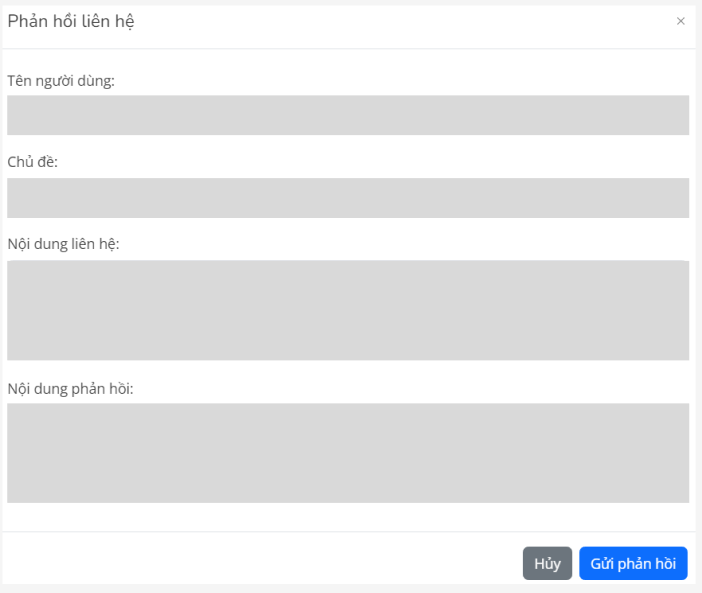 Phản hồi liên hệ
×
Tên người dùng:
Chủ đề:
Nội dung liên hệ:
Nội dung phản hồi:
Hủy
Gửi phản hồi